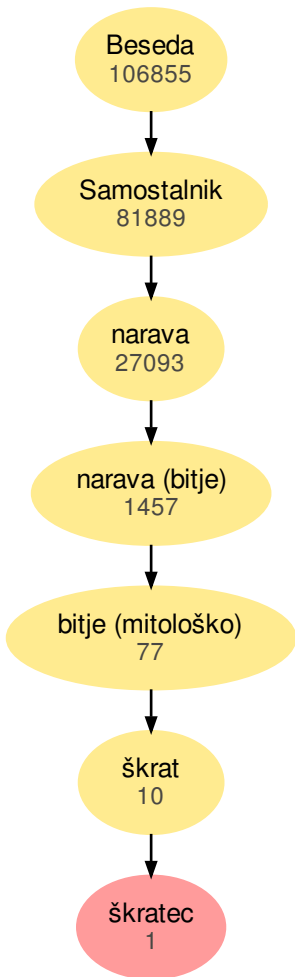 Beseda
106855
Samostalnik
81889
narava
27093
narava (bitje)
1457
bitje (mitološko)
77
škrat
10
škratec
1